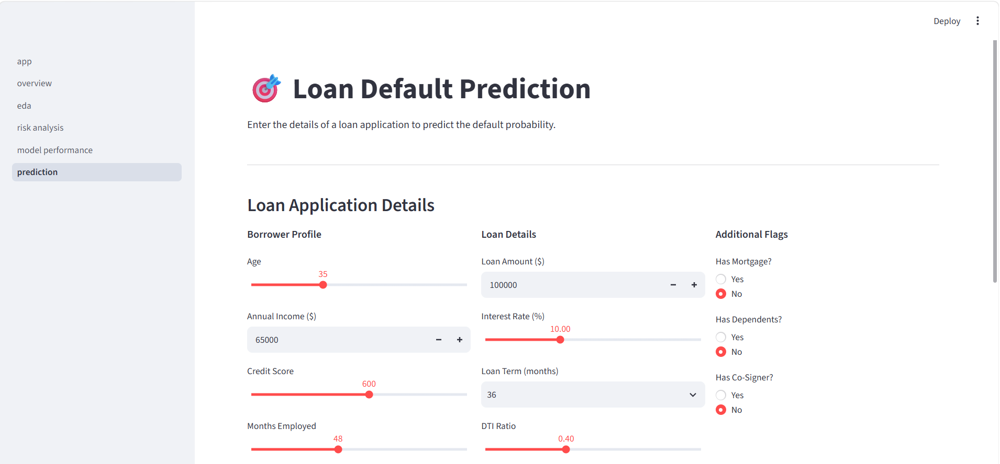 Deploy
app
overview
eda
risk analysis
model performance
prediction
Loan Default Prediction
Enter the details of a loan application to predict the default probability.
Loan Application Details
Borrower Profile
Age
35
Annual Income ($)
65000
Credit Score
600
Months Employed
48
Loan Details
Loan Amount ($)
100000
Interest Rate (%)
10.00
Loan Term (months)
36
DTI Ratio
0.40
Additional Flags
Has Mortgage?
Yes
No
Has Dependents?
Yes
No
Has Co-Signer?
Yes
No